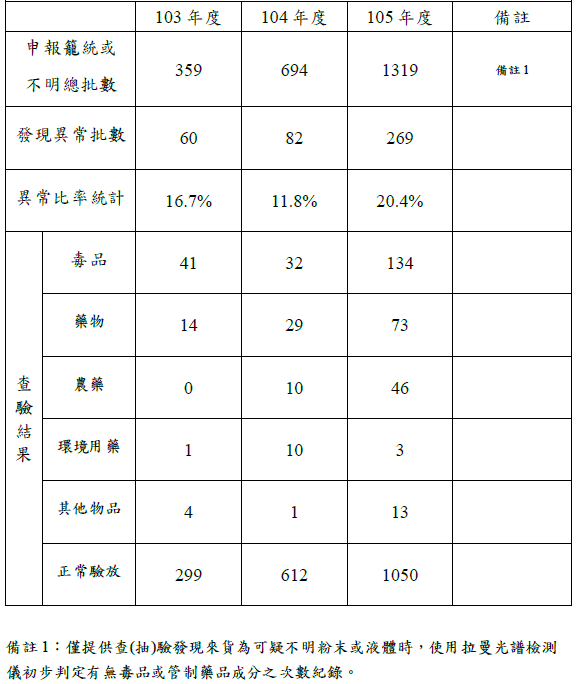 103 年度 104 年度 105 年度 備註
申報籠統或
不明總批數 359 694 1319 備註 1
發現異常批數 60 82 269
異常比率統計 16.7% 11.8% 20.4%
查驗結果
毒品 41 32 134
藥物 14 29 73
農藥 0 10 46
環境用藥 1 10 3
其他物品 4 1 13
正常驗放 299 612 1050
備註 1：僅提供查(抽)驗發現來貨為可疑不明粉末或液體時，使用拉曼光譜檢測
儀初步判定有無毒品或管制藥品成分之次數紀錄。